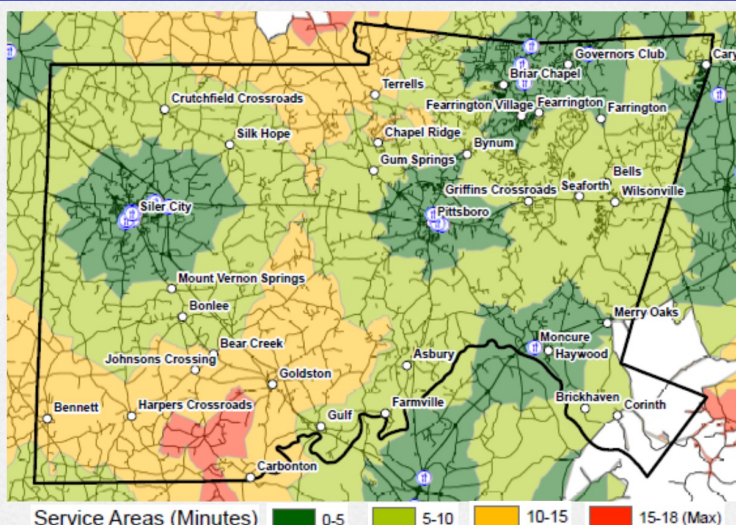 Governors Club
Cary
Briar Chapel
Terrells
Crutchfield Crossroads
Fearrington Village
Fearrington
Farrington
Silk Hope
Chapel Ridge
Bynum
Gum Springs
Bells
Griffins Crossroads
Seaforth
Wilsonville
Siler City
Pittsboro
Mount Vernon Springs
Bonlee
Merry Oaks
Moncure
Bear Creek
Haywood
Johnsons Crossing
Asbury
Goldston
Bennett
Harpers Crossroads
Farmville
Brickhaven
Corinth
Gulf
Carbonton
Service Areas (Minutes) 0-5 5-10 10-15 15-18 (Max)